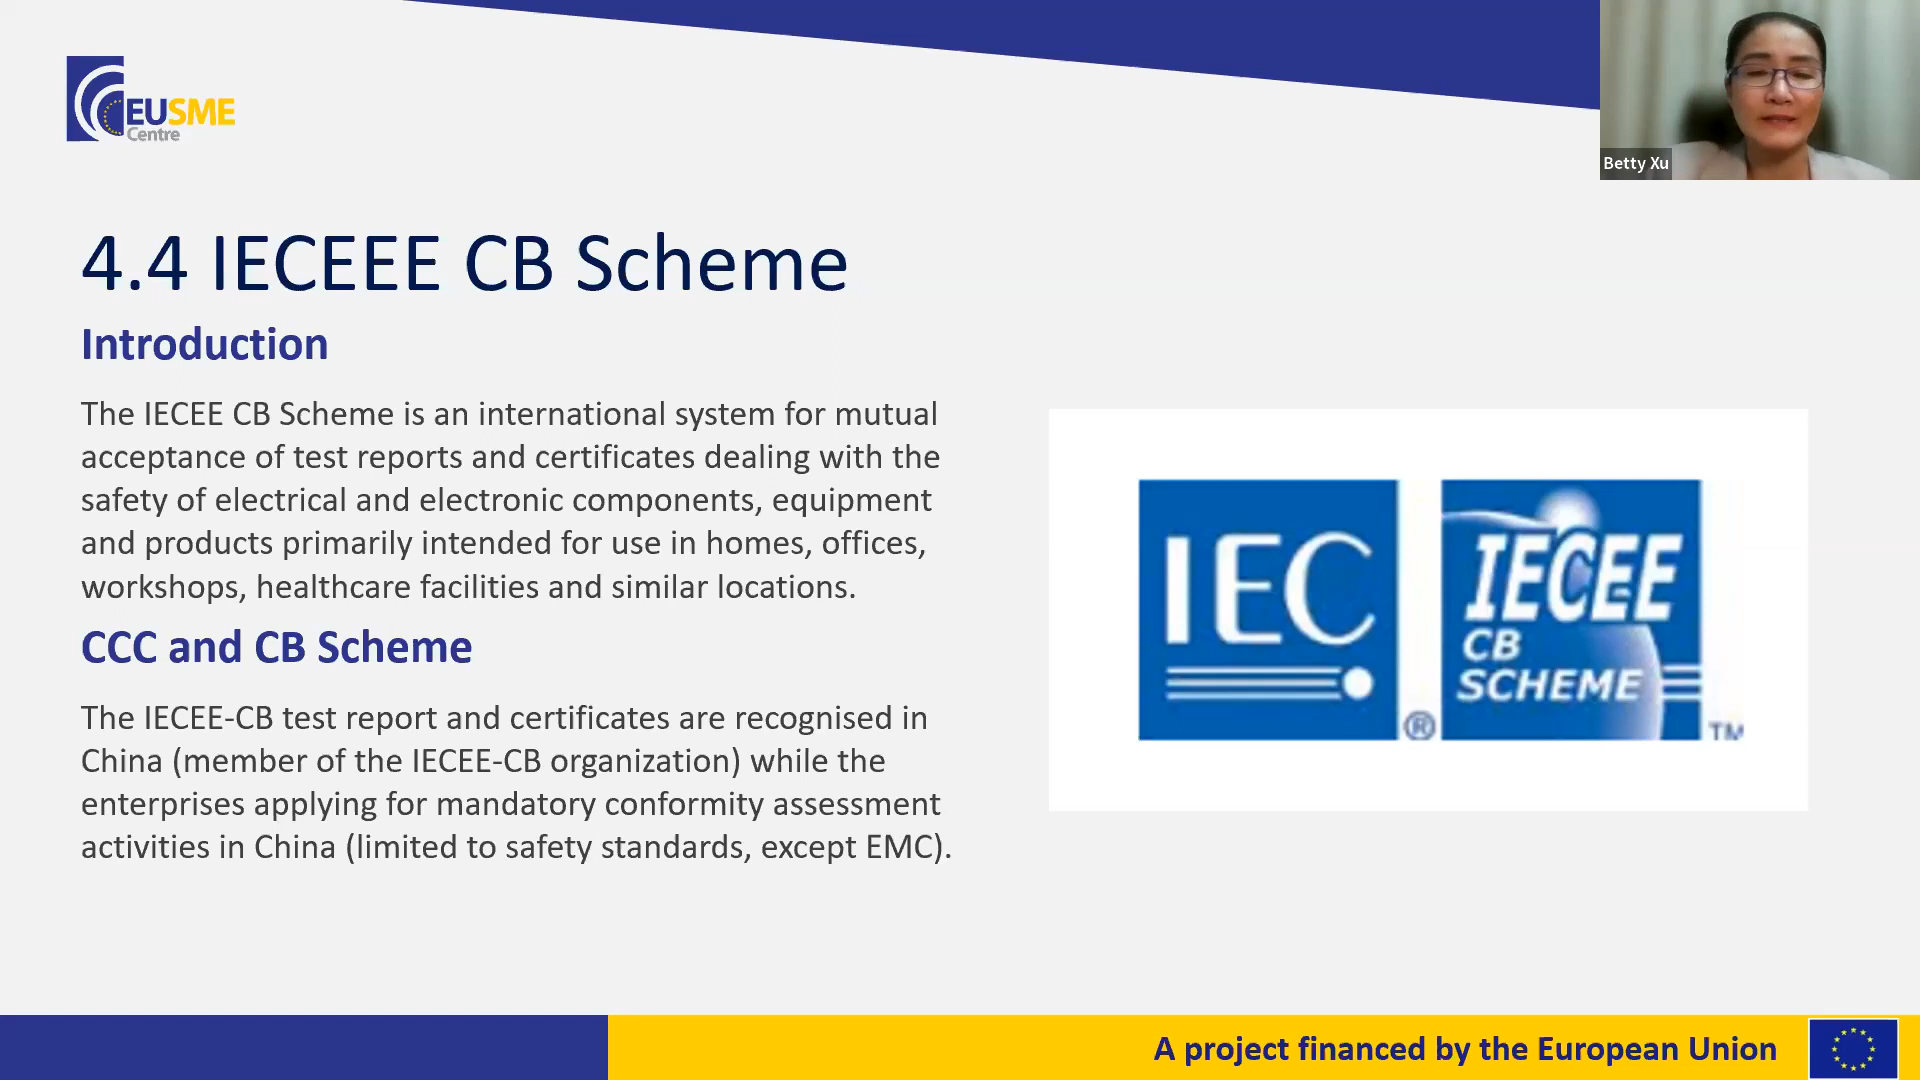 EUSME
Centre
Betty Xu
4.4 IECEEE CB Scheme
Introduction
The IECEE CB Scheme is an international system for mutual
acceptance of test reports and certificates dealing with the
safety of electrical and electronic components, equipment
and products primarily intended for use in homes, offices,
workshops, healthcare facilities and similar locations.
CCC and CB Scheme
The IECEE-CB test report and certificates are recognised in
China (member of the IECEE-CB organization) while the
enterprises applying for mandatory conformity assessment
activities in China (limited to safety standards, except EMC).
IEC
®
IECEE
CB
SCHEME
TM
A project financed by the European Union